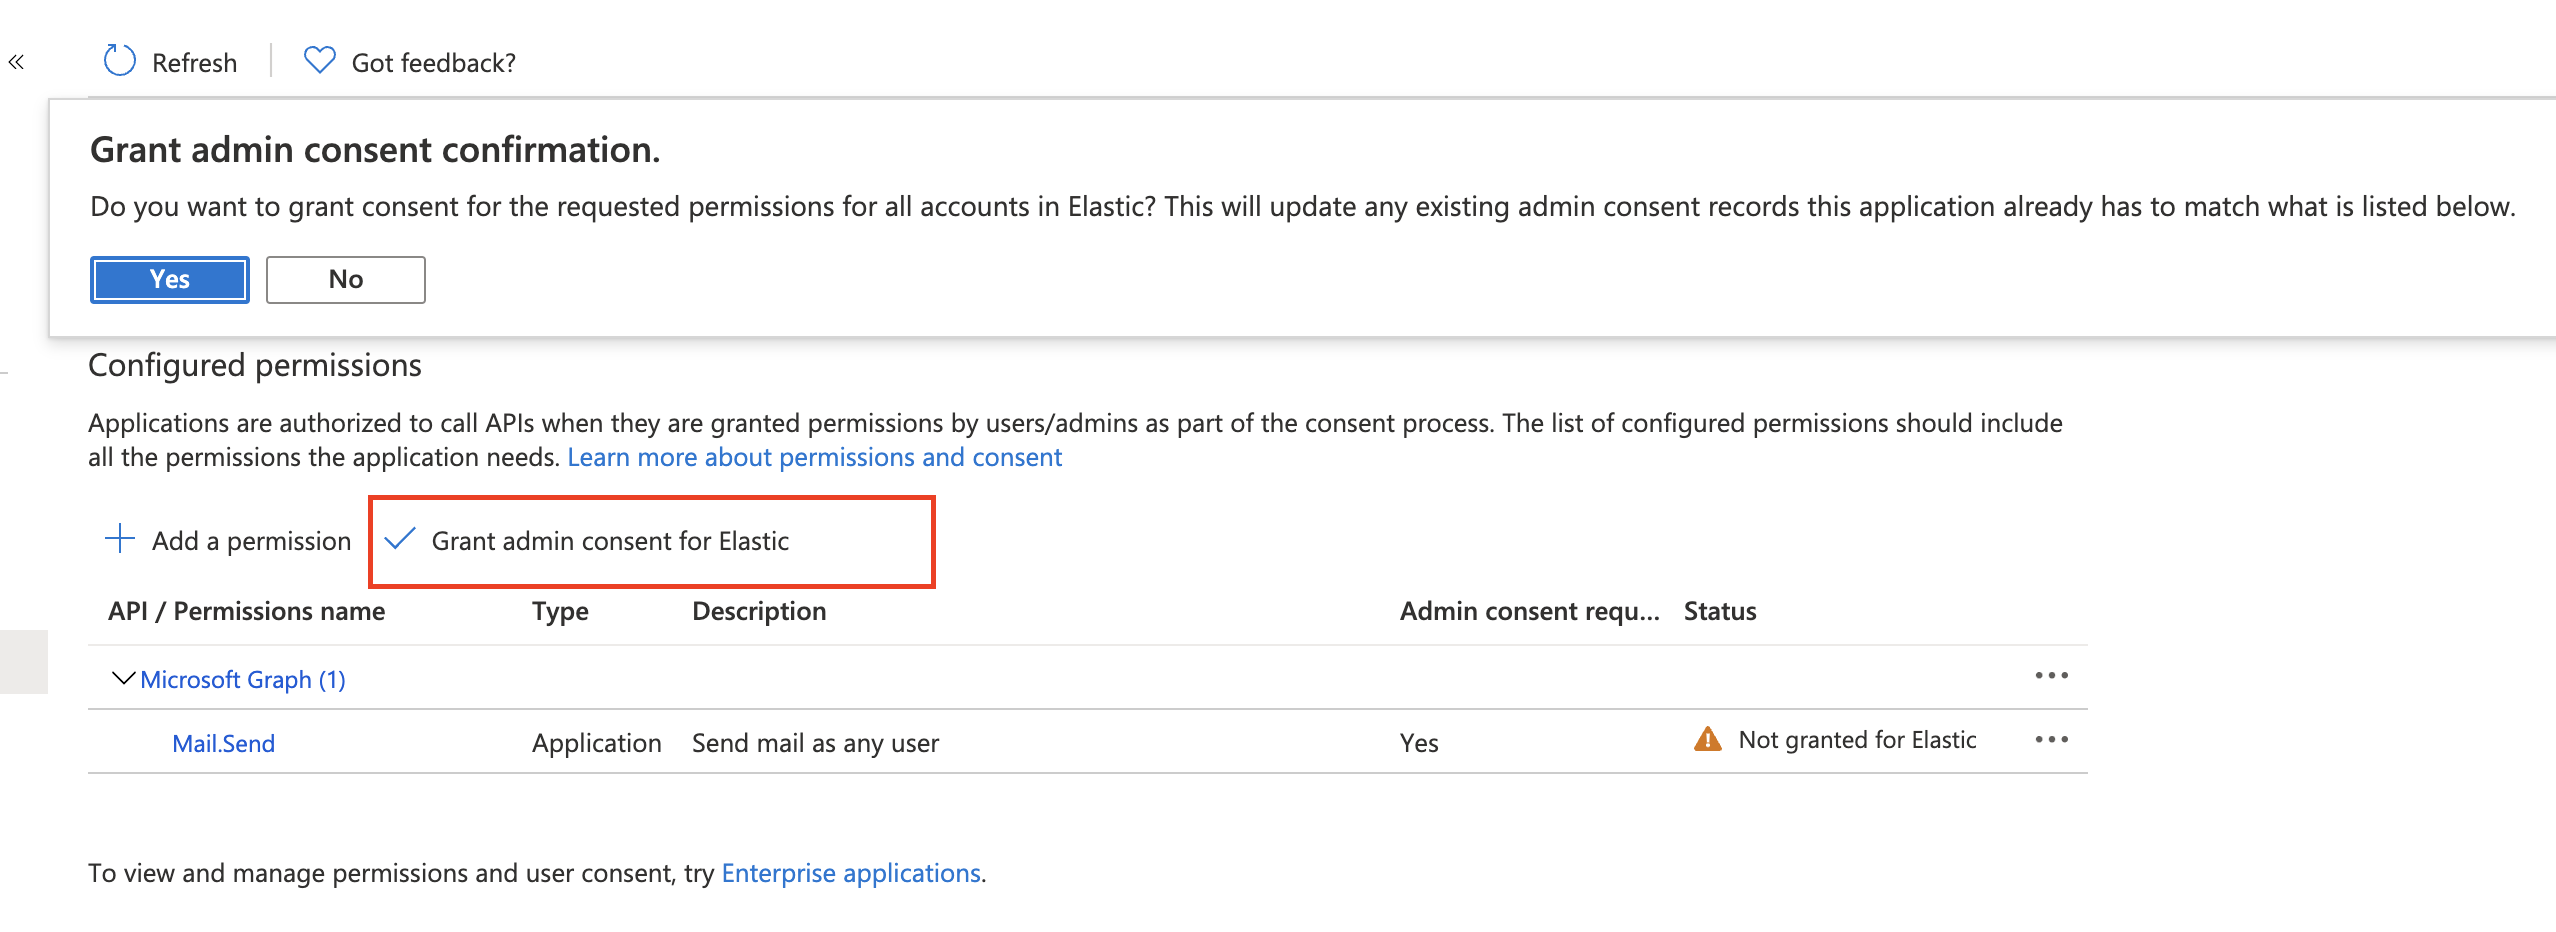 «
Refresh
Got feedback?
Grant admin consent confirmation.
Do you want to grant consent for the requested permissions for all accounts in Elastic? This will update any existing admin consent records this application already has to match what is listed below.
Yes
No
Configured permissions
Applications are authorized to call APIs when they are granted permissions by users/admins as part of the consent process. The list of configured permissions should include
all the permissions the application needs. Learn more about permissions and consent
Add a permission
Grant admin consent for Elastic
API / Permissions name
Type
Description
Admin consent requ...
Status
Microsoft Graph (1)
Mail.Send
Application
Send mail as any user
Yes
Not granted for Elastic
To view and manage permissions and user consent, try Enterprise applications.